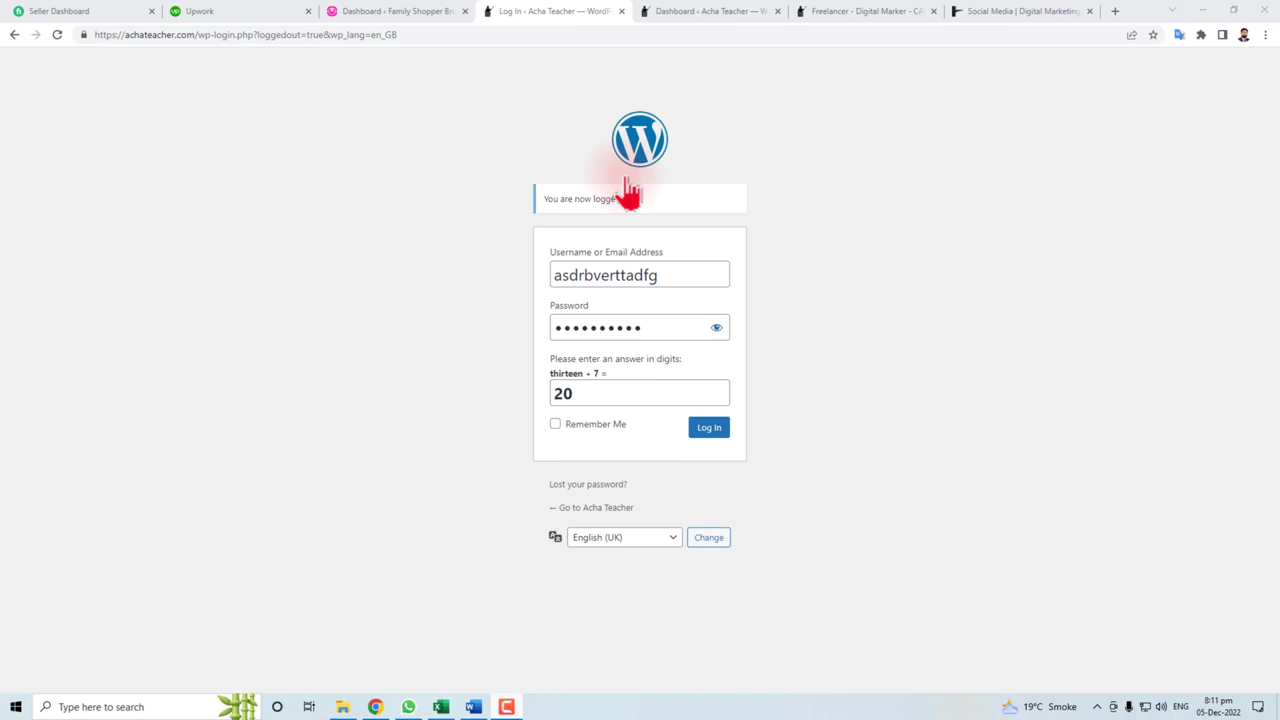 Seller Dashboard
Upwork
Dashboard ‹ Family Shopper Br
Log In ‹ Acha Teacher — WordP
Dashboard ‹ Acha Teacher — W
Freelancer - Digital Marker - CA
Social Media | Digital Marketing
https://achateacher.com/wp-login.php?loggedout=true&wp_lang=en_GB
You are now logge
Username or Email Address
asdrbverttadfg
Password
Please enter an answer in digits:
thirteen + 7 =
20
Remember Me
Log In
Lost your password?
← Go to Acha Teacher
English (UK)
Change
Type here to search
19°C Smoke
ENG
8:11 pm
05-Dec-2022